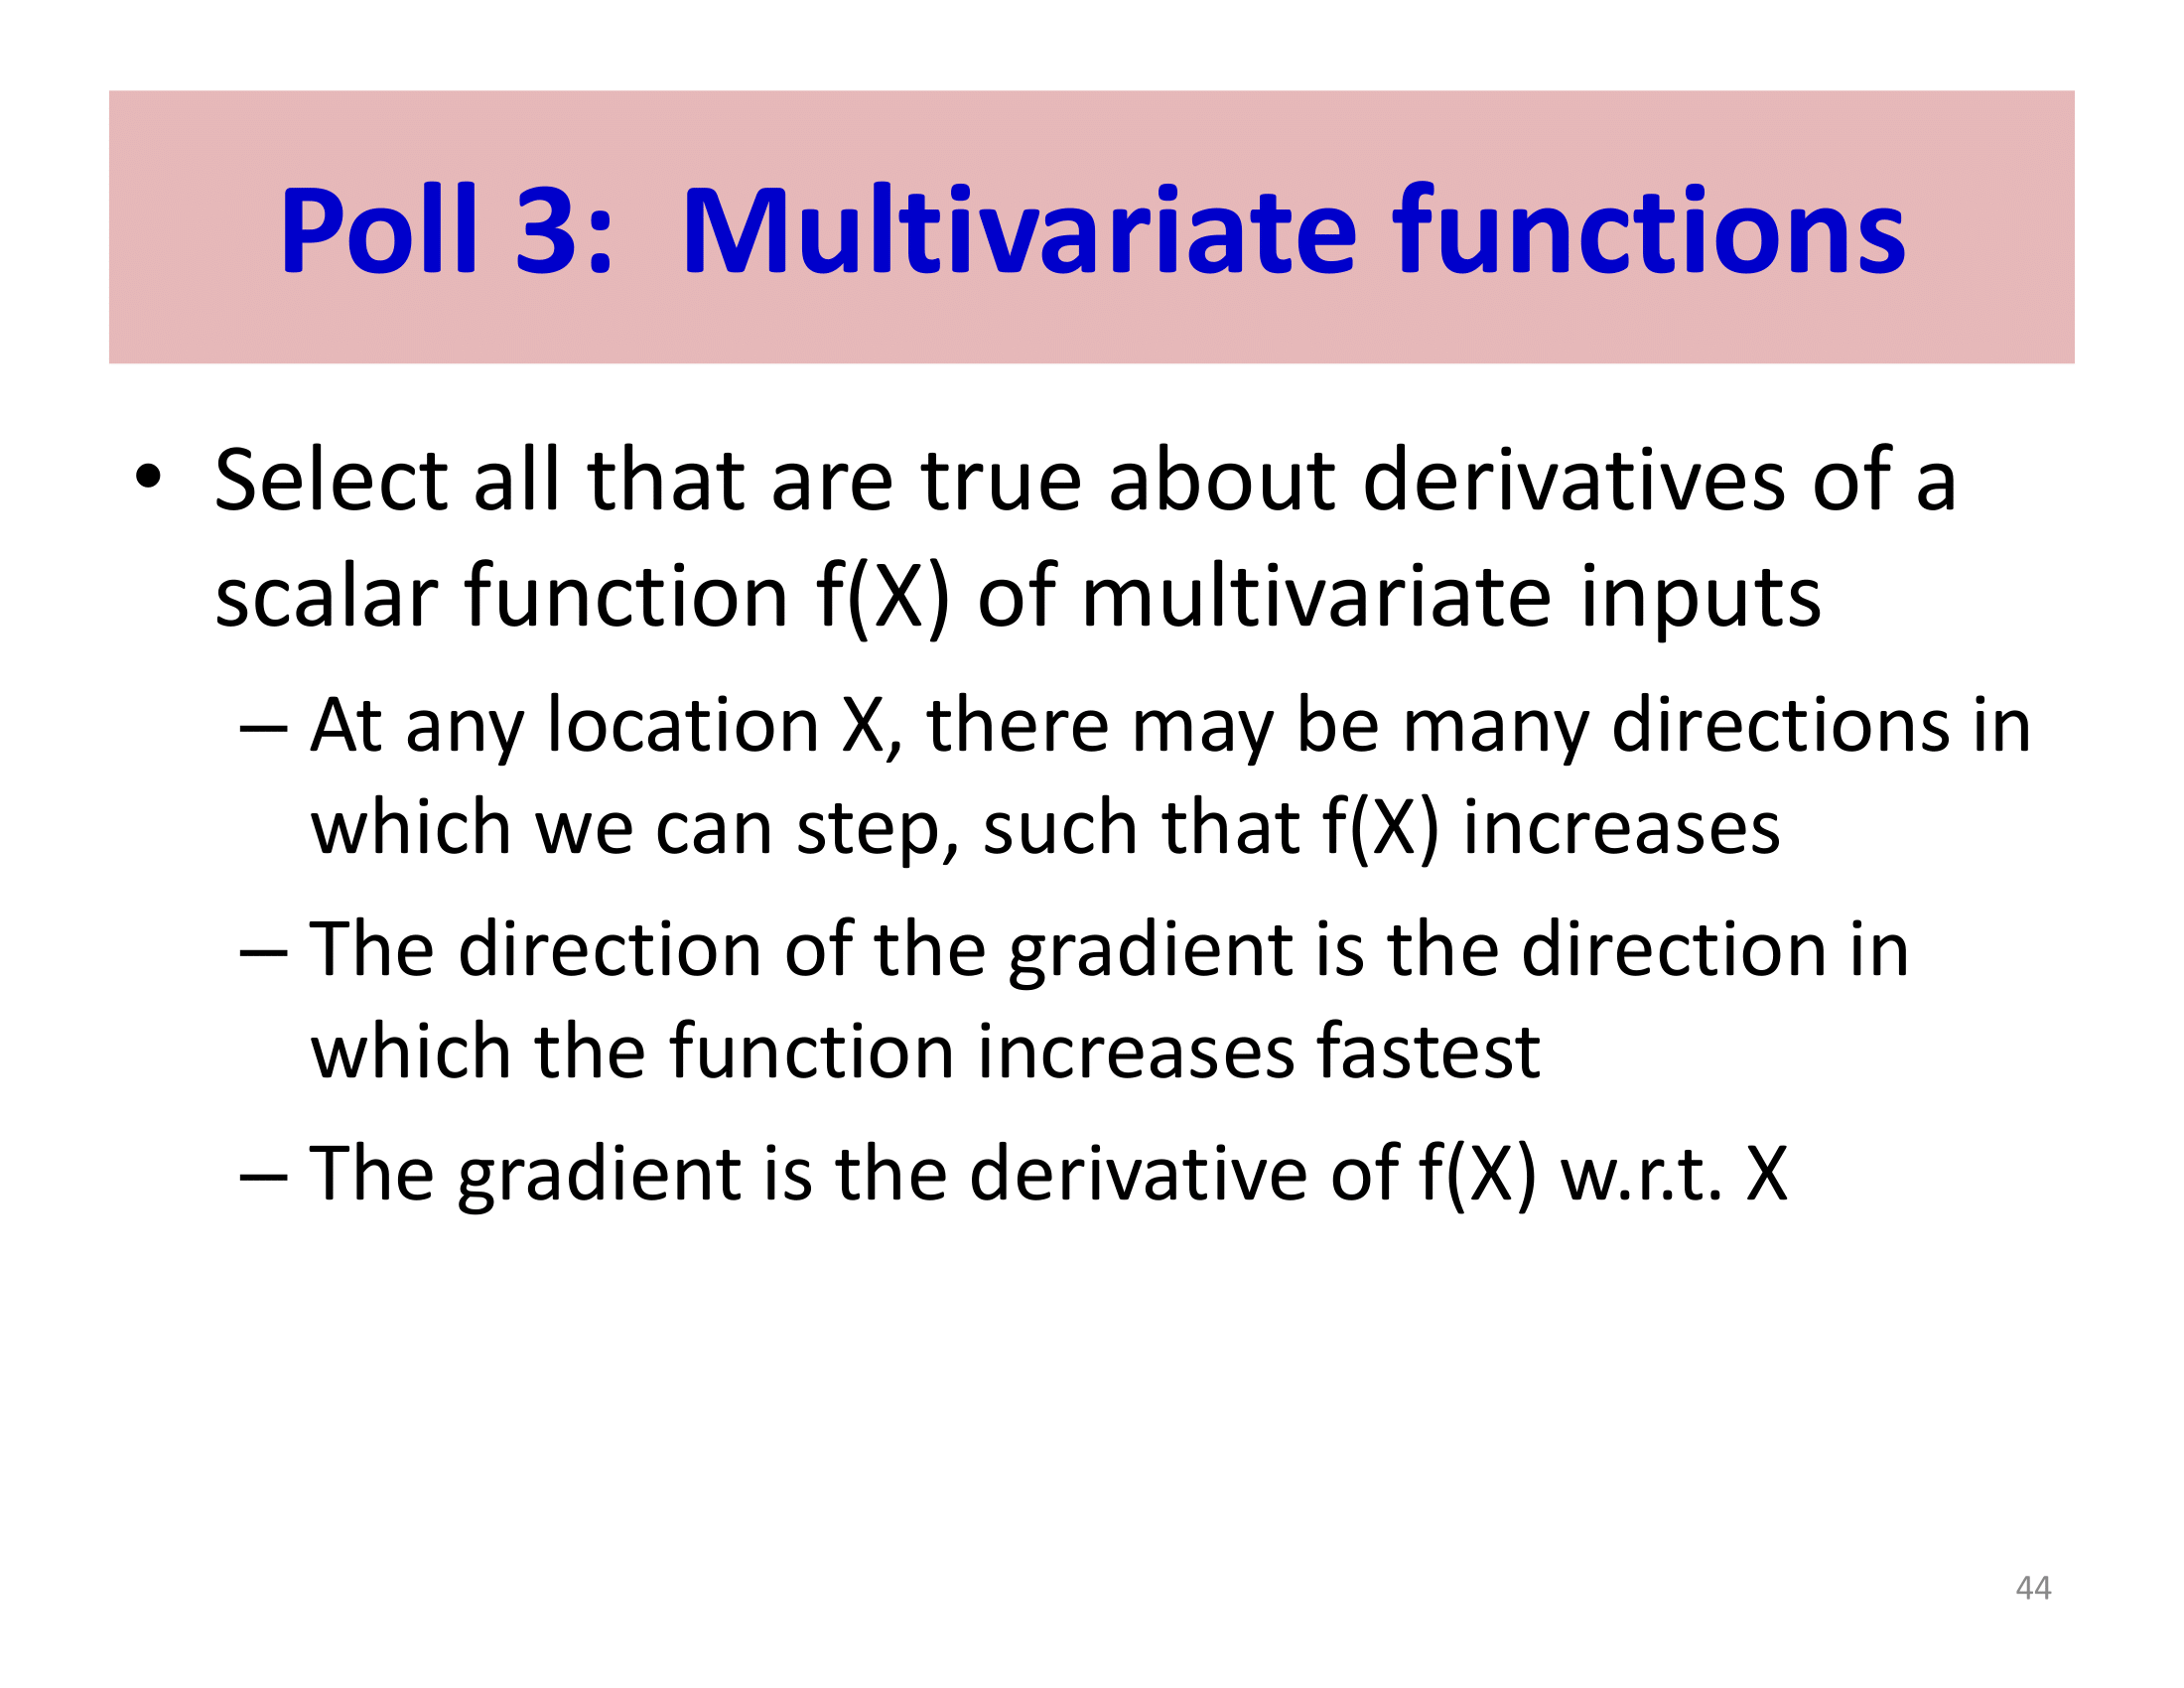 Poll 3:  Multivariate functions
• Select all that are true about derivatives of a
scalar function f(X) of multivariate inputs
– At any location X, there may be many directions in
which we can step, such that f(X) increases
– The direction of the gradient is the direction in
which the function increases fastest
– The gradient is the derivative of f(X) w.r.t. X
44